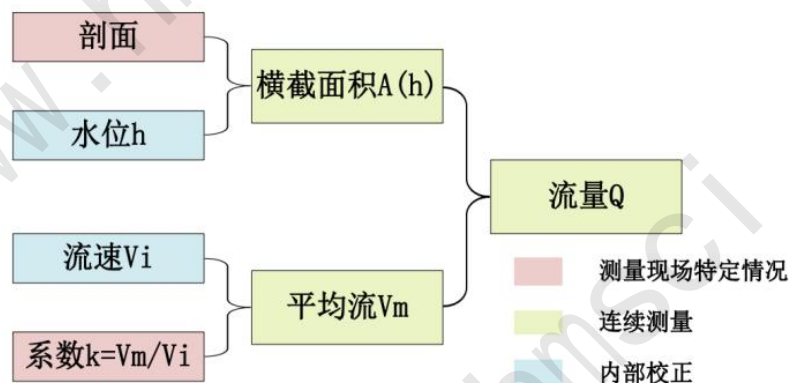 剖面
水位h
横截面积A(h)
流量Q
流速Vi
系数k=Vm/Vi
平均流Vm
测量现场特定情况
连续测量
内部校正